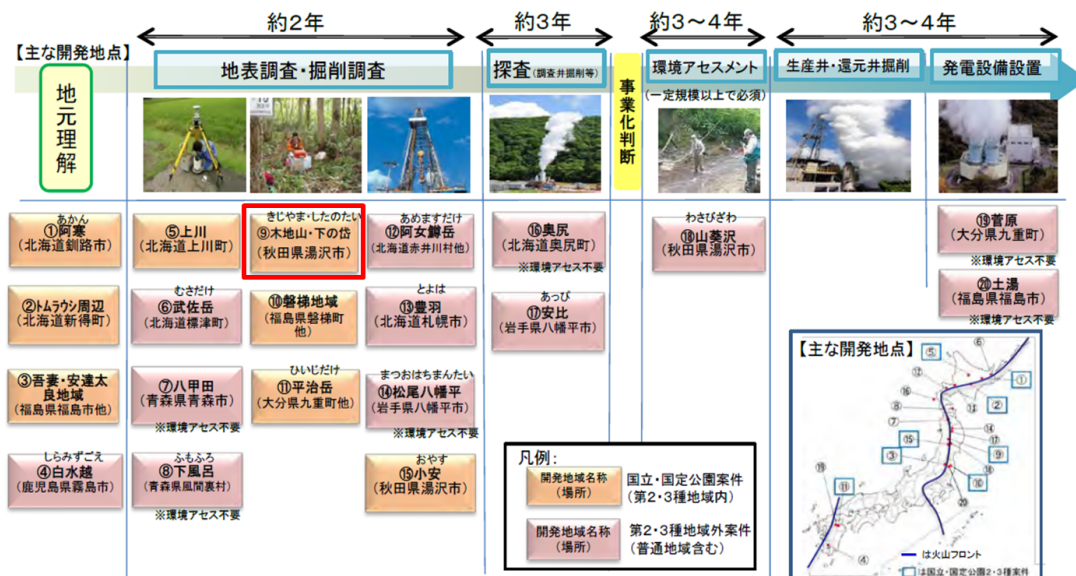 約2年
約3年
約3～4年
約3～4年
【主な開発地点】
地元理解
地表調査・掘削調査
探査(調査井掘削等)
事業化判断
環境アセスメント
(一定規模以上で必須)
生産井・還元井掘削
発電設備設置
あかん
①阿寒
(北海道釧路市)
②トムラウシ周辺
(北海道新得町)
③吾妻・安達太
良地域
(福島県福島市他)
しらみずごえ
④白水越
(鹿児島県霧島市)
⑤上川
(北海道上川町)
むさだけ
⑥武佐岳
(北海道標津町)
⑦八甲田
(青森県青森市)
※環境アセス不要
ふもふろ
⑧下風呂
(青森県風間裏村)
※環境アセス不要
きじやま・したのたい
⑨木地山・下の岱
(秋田県湯沢市)
⑩磐梯地域
(福島県磐梯町
他)
ひいじだけ
⑪平治岳
(大分県九重町他)
あめますだけ
⑫阿女鱒岳
(北海道赤井川村他)
とよは
⑬豊羽
(北海道札幌市)
まつおはちまんたい
⑭松尾八幡平
(岩手県八幡平市)
※環境アセス不要
おやす
⑮小安
(秋田県湯沢市)
⑯奥尻
(北海道奥尻町)
※環境アセス不要
あっぴ
⑰安比
(岩手県八幡平市)
わさびざわ
⑱山葵沢
(秋田県湯沢市)
⑲菅原
(大分県九重町)
※環境アセス不要
⑳土湯
(福島県福島市)
※環境アセス不要
凡例:
開発地域名称
(場所)
国立・国定公園案件
(第2・3種地域内)
開発地域名称
(場所)
第2・3種地域外案件
(普通地域含む)
【主な開発地点】
⑥
⑤
⑫
①
⑯
⑬
②
⑧
⑦
⑭
⑮
⑰
⑨
③
⑱
⑲
⑪
⑳
④
は火山フロント
は国立・国定公園2・3種案件